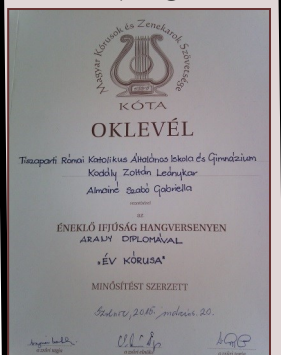 Magyar Kórusok és Zenekarok Szövetsége
KÓTA
OKLEVÉL
Tiszaparti Római Katolikus Általános Iskola és Gimnázium
Kodály Zoltán Leánykar
Almainé Szabó Gabriella
az
ÉNEKLŐ IFJÚSÁG HANGVERSENYEN
ARANY DIPLOMÁVAL
"ÉV KÓRUSA"
MINŐSÍTÉST SZERZETT
Szolnok, 2015. március 20.